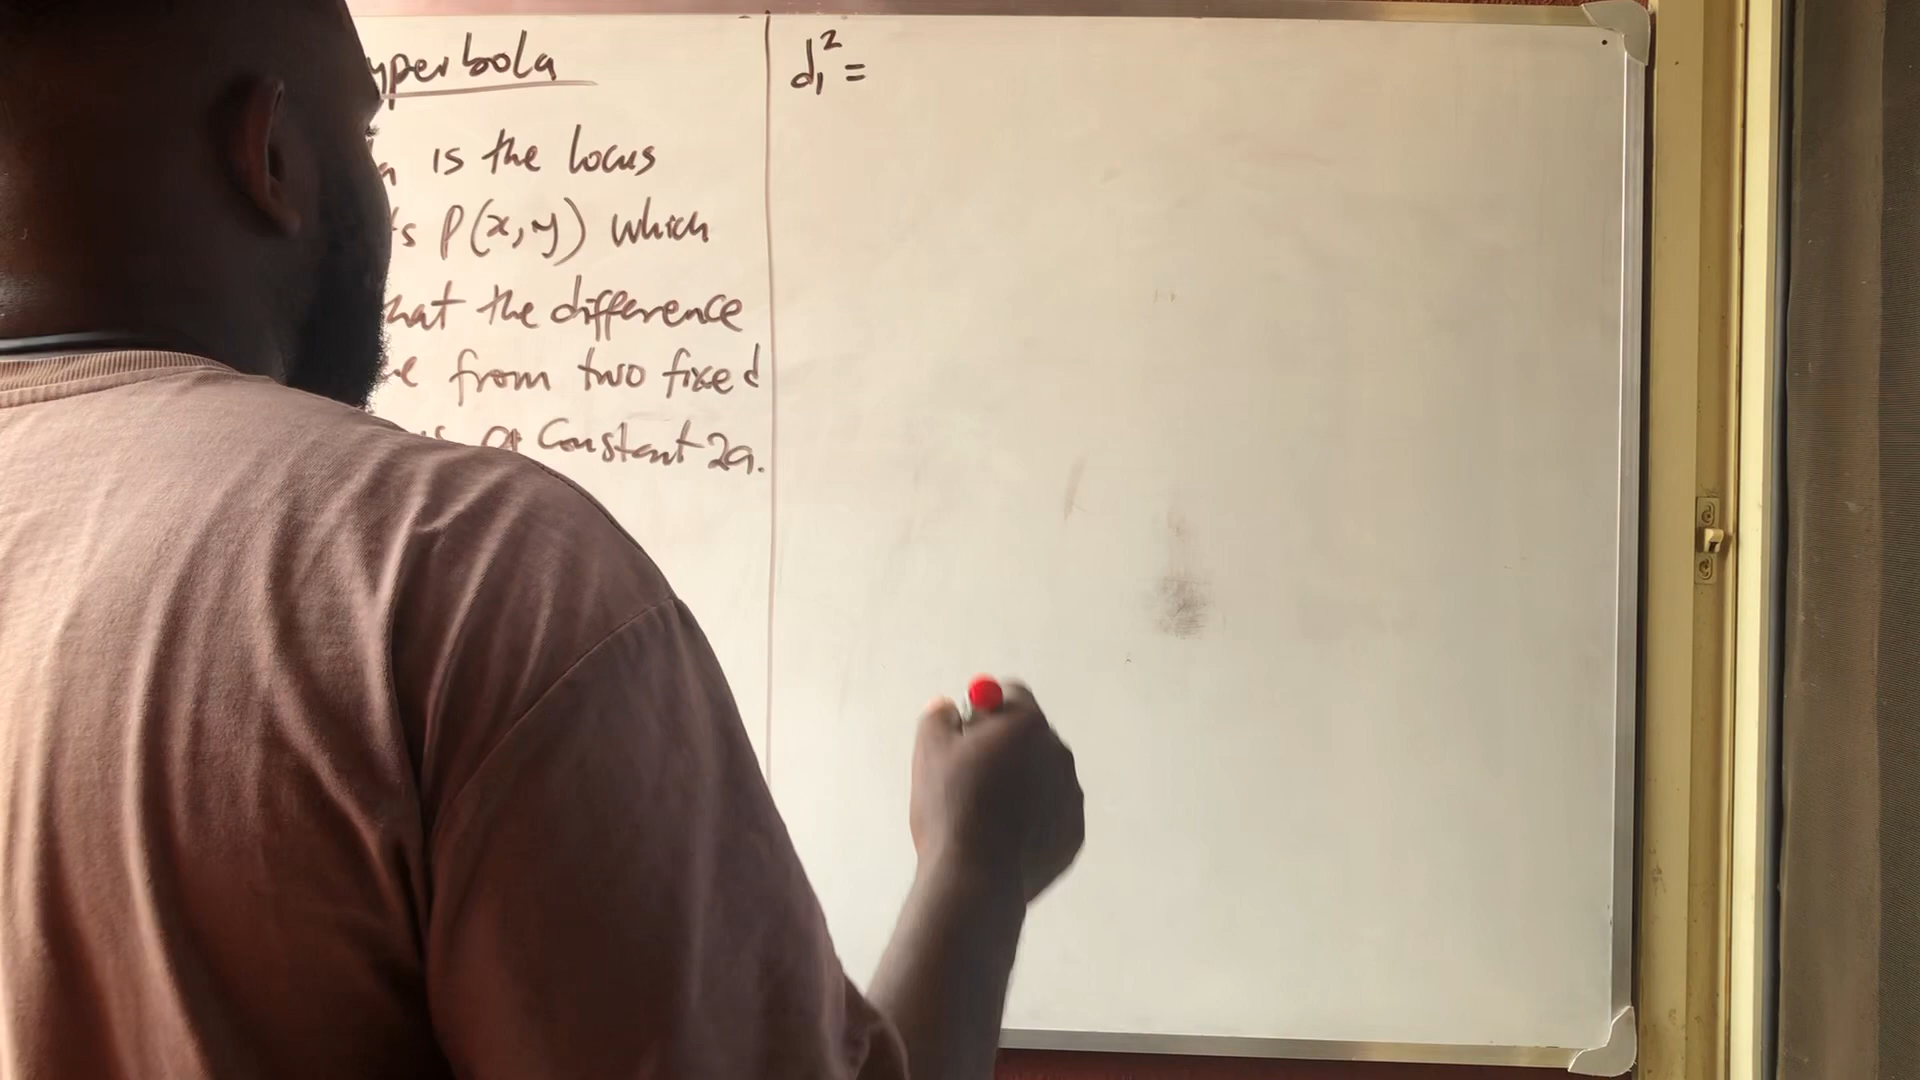 yperbola
is the locus
P(x,y) which
hat the difference
from two fixed
a Constant 2a.
d₁² =